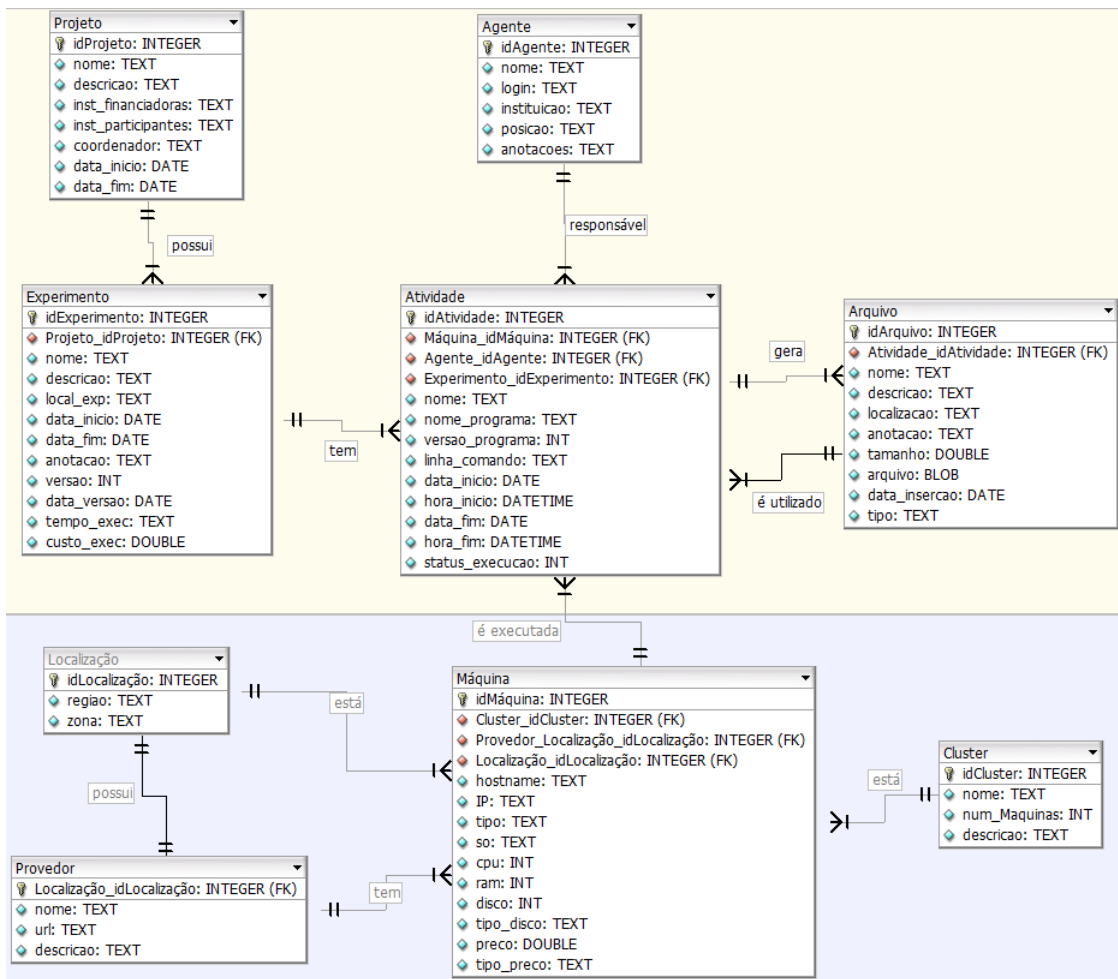 Projeto
idProjeto: INTEGER
nome: TEXT
descricao: TEXT
inst_financiadoras: TEXT
inst_participantes: TEXT
coordenador: TEXT
data_inicio: DATE
data_fim: DATE
Agente
idAgente: INTEGER
nome: TEXT
login: TEXT
instituicao: TEXT
posicao: TEXT
anotacoes: TEXT
possui
responsável
Experimento
idExperimento: INTEGER
Projeto_idProjeto: INTEGER (FK)
nome: TEXT
descricao: TEXT
local_exp: TEXT
data_inicio: DATE
data_fim: DATE
anotacao: TEXT
versao: INT
data_versao: DATE
tempo_exec: TEXT
custo_exec: DOUBLE
tem
Atividade
idAtividade: INTEGER
Máquina_idMáquina: INTEGER (FK)
Agente_idAgente: INTEGER (FK)
Experimento_idExperimento: INTEGER (FK)
nome: TEXT
nome_programa: TEXT
versao_programa: INT
linha_comando: TEXT
data_inicio: DATE
hora_inicio: DATETIME
data_fim: DATE
hora_fim: DATETIME
status_execucao: INT
gera
é utilizado
Arquivo
idArquivo: INTEGER
Atividade_idAtividade: INTEGER (FK)
nome: TEXT
descricao: TEXT
localizacao: TEXT
anotacao: TEXT
tamanho: DOUBLE
arquivo: BLOB
data_insercao: DATE
tipo: TEXT
é executada
Localização
idLocalização: INTEGER
regiao: TEXT
zona: TEXT
está
possui
Máquina
idMáquina: INTEGER
Cluster_idCluster: INTEGER (FK)
Provedor_Localização_idLocalização: INTEGER (FK)
Localização_idLocalização: INTEGER (FK)
hostname: TEXT
IP: TEXT
tipo: TEXT
so: TEXT
cpu: INT
ram: INT
disco: INT
tipo_disco: TEXT
preco: DOUBLE
tipo_preco: TEXT
está
Cluster
idCluster: INTEGER
nome: TEXT
num_Maquinas: INT
descricao: TEXT
Provedor
Localização_idLocalização: INTEGER (FK)
nome: TEXT
url: TEXT
descricao: TEXT
tem